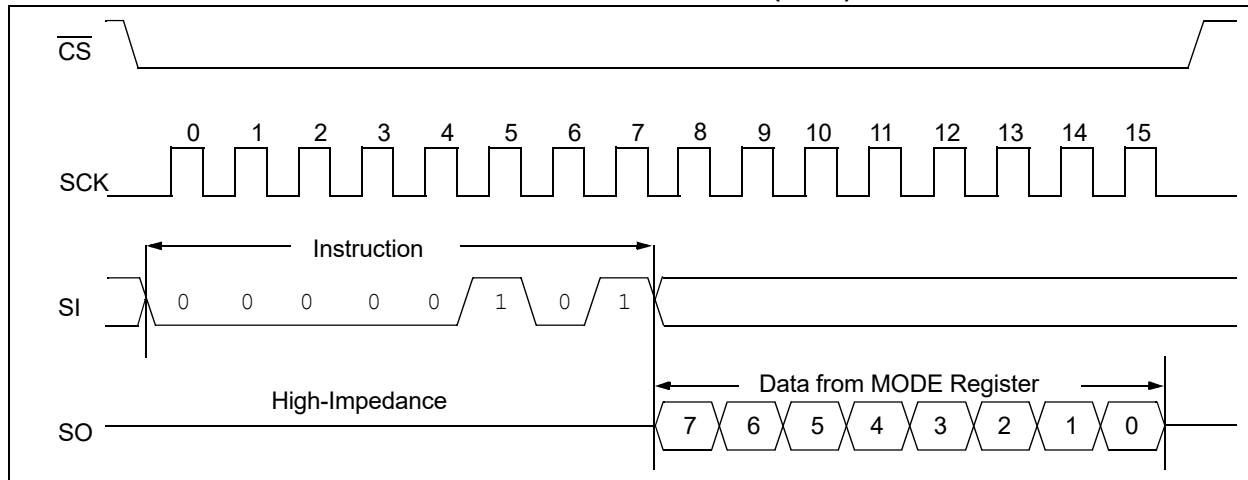 CS
0 1 2 3 4 5 6 7 8 9 10 11 12 13 14 15
SCK
Instruction
SI 0 0 0 0 0 1 0 1
Data from MODE Register
High-Impedance
SO 7 6 5 4 3 2 1 0